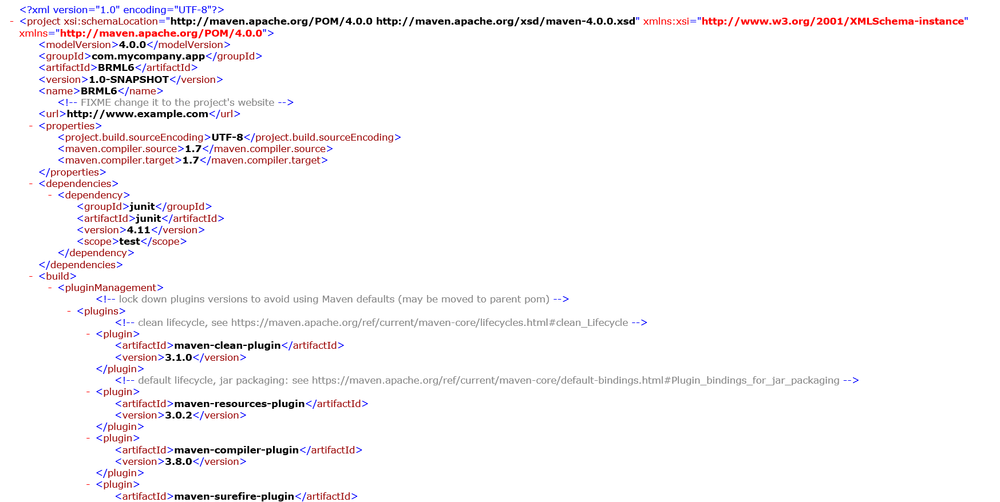 <?xml version="1.0" encoding="UTF-8"?>
- <project xsi:schemaLocation="http://maven.apache.org/POM/4.0.0 http://maven.apache.org/xsd/maven-4.0.0.xsd" xmlns:xsi="http://www.w3.org/2001/XMLSchema-instance"
xmlns="http://maven.apache.org/POM/4.0.0">
<modelVersion>4.0.0</modelVersion>
<groupId>com.mycompany.app</groupId>
<artifactId>BRML6</artifactId>
<version>1.0-SNAPSHOT</version>
<name>BRML6</name>
<!-- FIXME change it to the project's website -->
<url>http://www.example.com</url>
- <properties>
<project.build.sourceEncoding>UTF-8</project.build.sourceEncoding>
<maven.compiler.source>1.7</maven.compiler.source>
<maven.compiler.target>1.7</maven.compiler.target>
</properties>
- <dependencies>
- <dependency>
<groupId>junit</groupId>
<artifactId>junit</artifactId>
<version>4.11</version>
<scope>test</scope>
</dependency>
</dependencies>
- <build>
- <pluginManagement>
<!-- lock down plugins versions to avoid using Maven defaults (may be moved to parent pom) -->
- <plugins>
<!-- clean lifecycle, see https://maven.apache.org/ref/current/maven-core/lifecycles.html#clean_Lifecycle -->
- <plugin>
<artifactId>maven-clean-plugin</artifactId>
<version>3.1.0</version>
</plugin>
<!-- default lifecycle, jar packaging: see https://maven.apache.org/ref/current/maven-core/default-bindings.html#Plugin_bindings_for_jar_packaging -->
- <plugin>
<artifactId>maven-resources-plugin</artifactId>
<version>3.0.2</version>
</plugin>
- <plugin>
<artifactId>maven-compiler-plugin</artifactId>
<version>3.8.0</version>
</plugin>
- <plugin>
<artifactId>maven-surefire-plugin</artifactId>